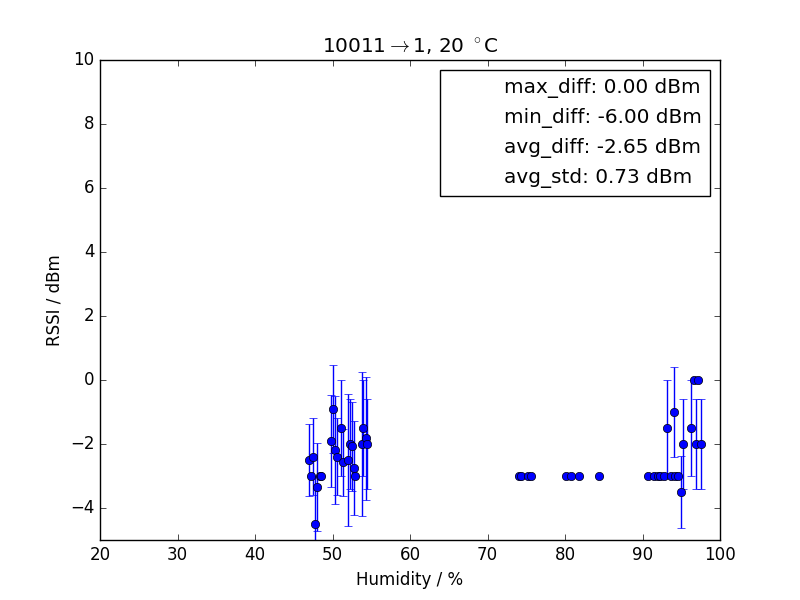 10011→1, 20 °C
max_diff: 0.00 dBm
min_diff: -6.00 dBm
avg_diff: -2.65 dBm
avg_std: 0.73 dBm
10
8
6
4
2
0
−2
−4
RSSI / dBm
20 30 40 50 60 70 80 90 100
Humidity / %